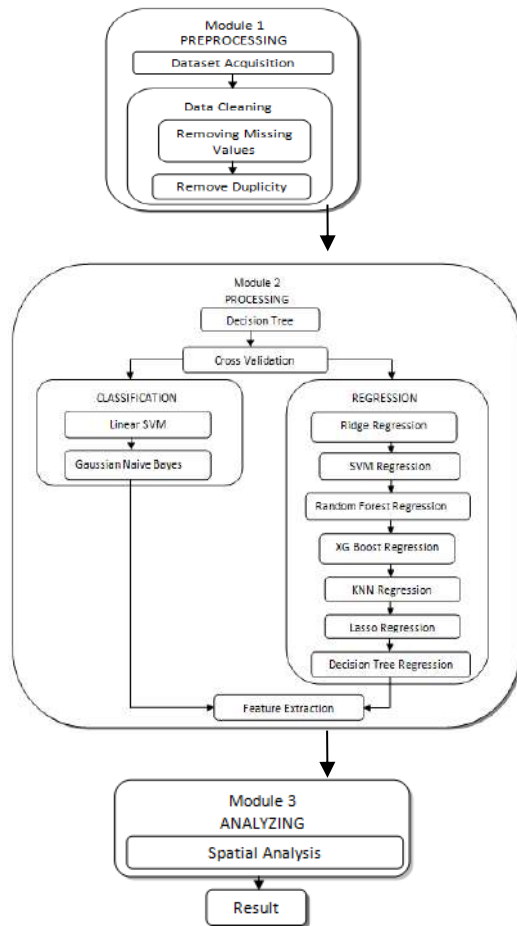 Module 1
PREPROCESSING
Dataset Acquisition
Data Cleaning
Removing Missing
Values
Remove Duplicity
Module 2
PROCESSING
Decision Tree
Cross Validation
CLASSIFICATION
Linear SVM
Gaussian Naive Bayes
REGRESSION
Ridge Regression
SVM Regression
Random Forest Regression
XG Boost Regression
KNN Regression
Lasso Regression
Decision Tree Regression
Feature Extraction
Module 3
ANALYZING
Spatial Analysis
Result